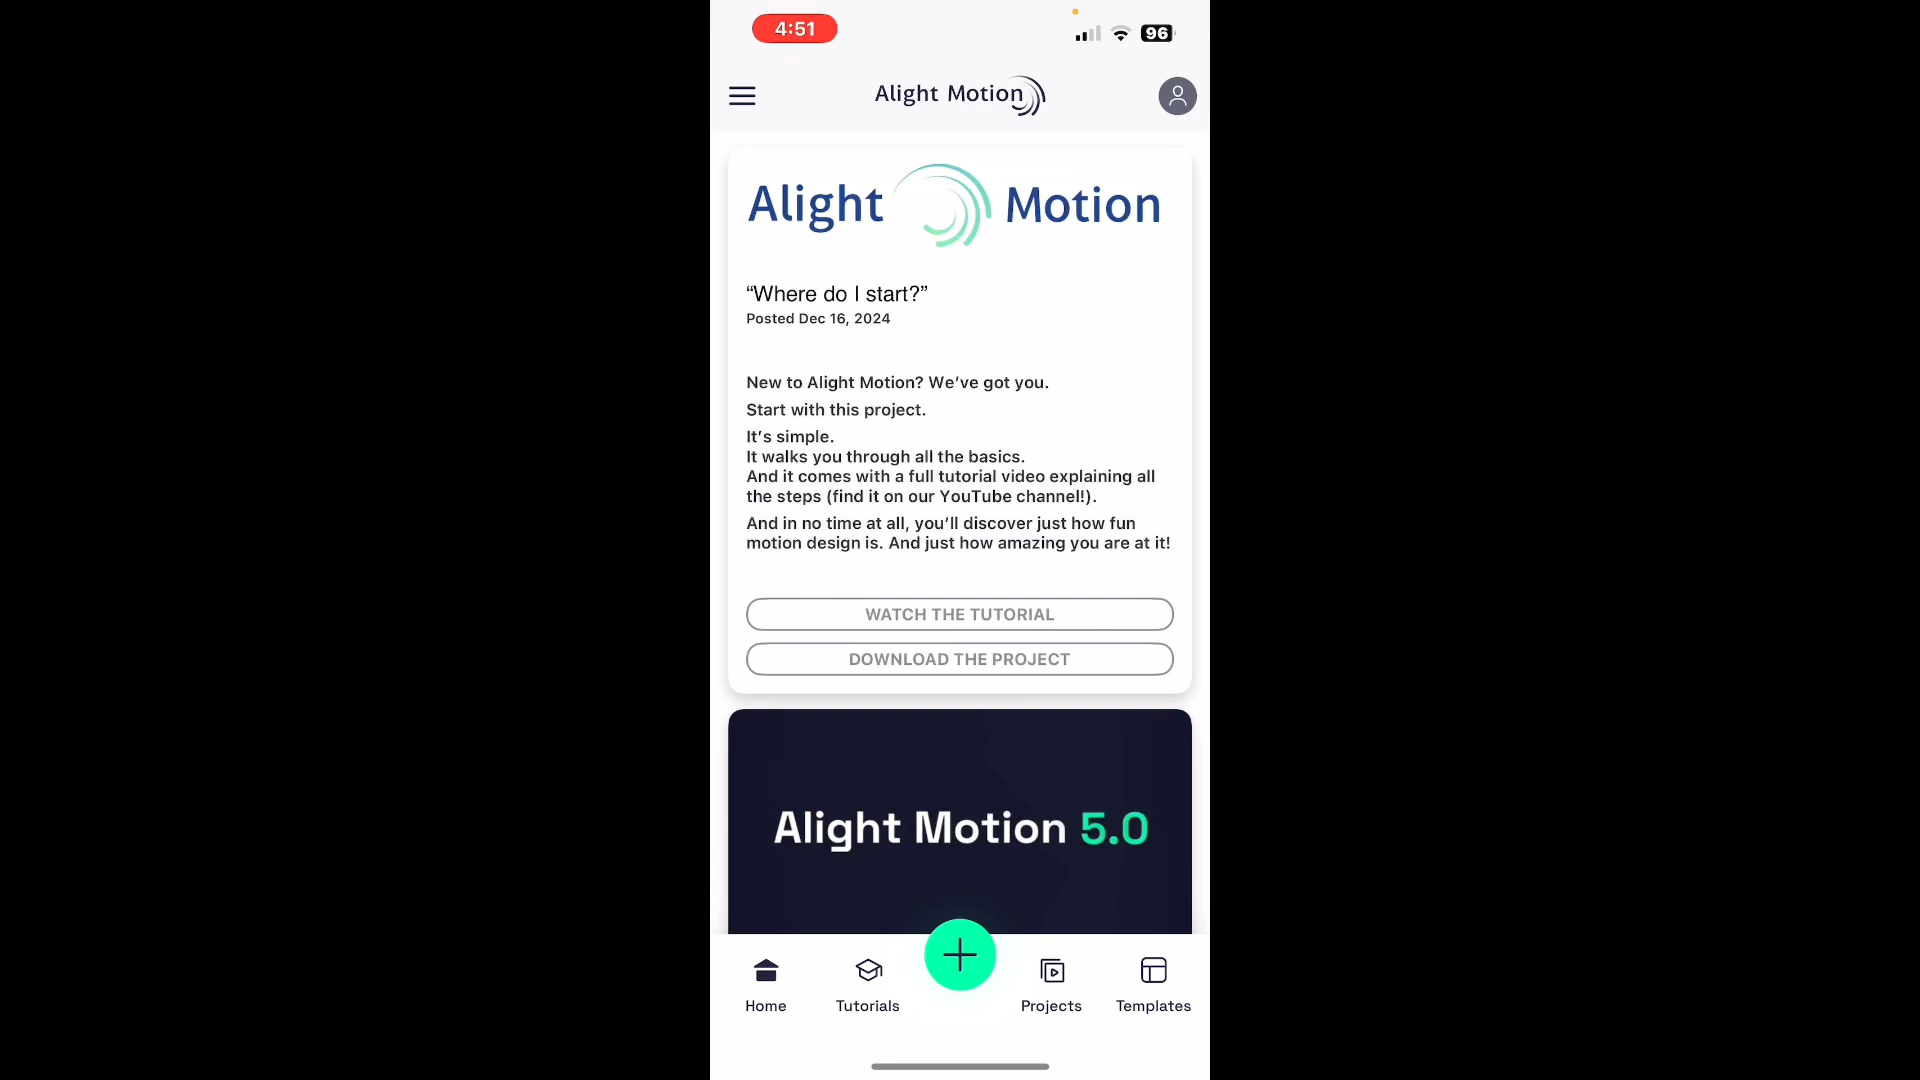 4:51
96
Alight Motion
Alight Motion
“Where do I start?”
Posted Dec 16, 2024
New to Alight Motion? We’ve got you.
Start with this project.
It’s simple.
It walks you through all the basics.
And it comes with a full tutorial video explaining all
the steps (find it on our YouTube channel!).
And in no time at all, you’ll discover just how fun
motion design is. And just how amazing you are at it!
WATCH THE TUTORIAL
DOWNLOAD THE PROJECT
Alight Motion 5.0
Home
Tutorials
Projects
Templates